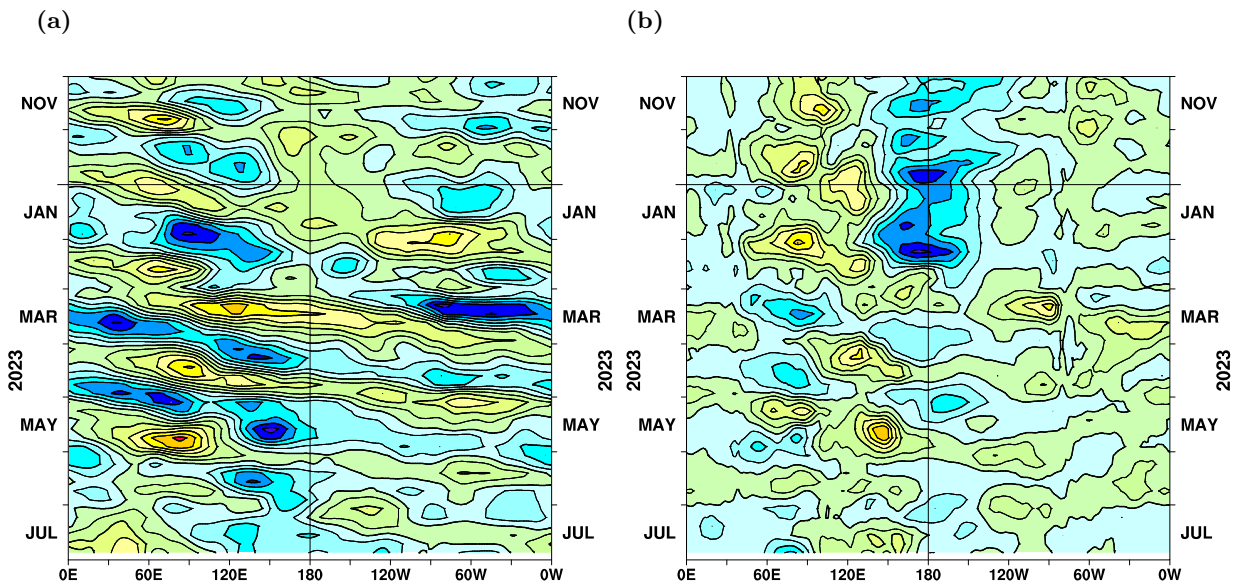 (a) (b)
NOV NOV NOV NOV
JAN JAN JAN JAN
MAR MAR MAR MAR
2023 2023 2023 2023
MAY MAY MAY MAY
JUL JUL JUL JUL
0E 60E 120E 180 120W 60W 0W 0E 60E 120E 180 120W 60W 0W